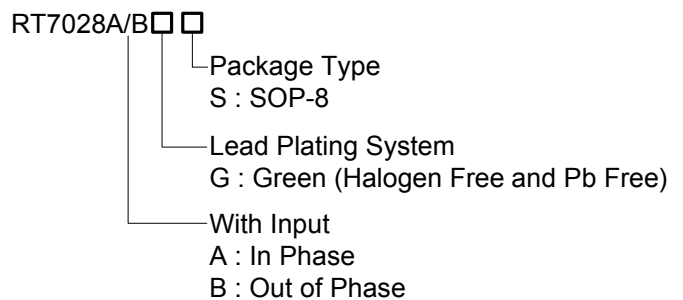 RT7028A/B□ □
Package Type
S : SOP-8
Lead Plating System
G : Green (Halogen Free and Pb Free)
With Input
A : In Phase
B : Out of Phase